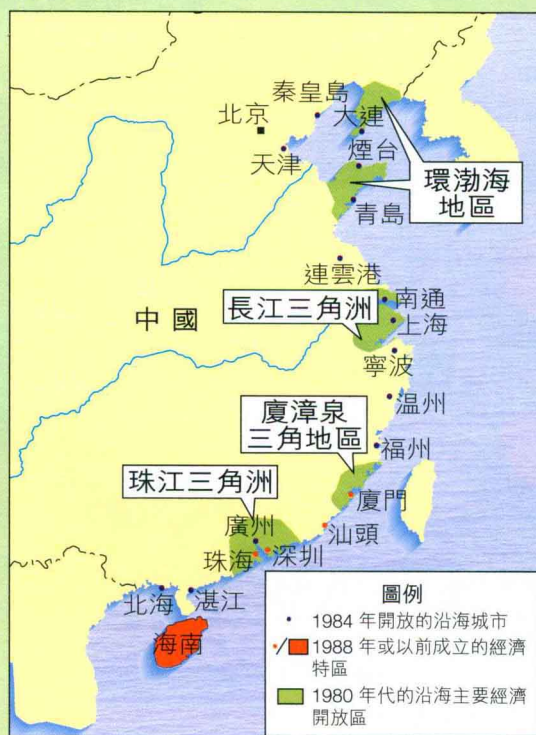 秦皇島
北京
大連
天津
煙台
環渤海
地區
青島
連雲港
中國
長江三角洲
南通
上海
寧波
温州
廈漳泉
三角地區
福州
珠江三角洲
廈門
廣州
汕頭
珠海
深圳
北海
湛江
海南
圖例
1984 年開放的沿海城市
/
1988 年或以前成立的經濟
特區
1980 年代的沿海主要經濟
開放區